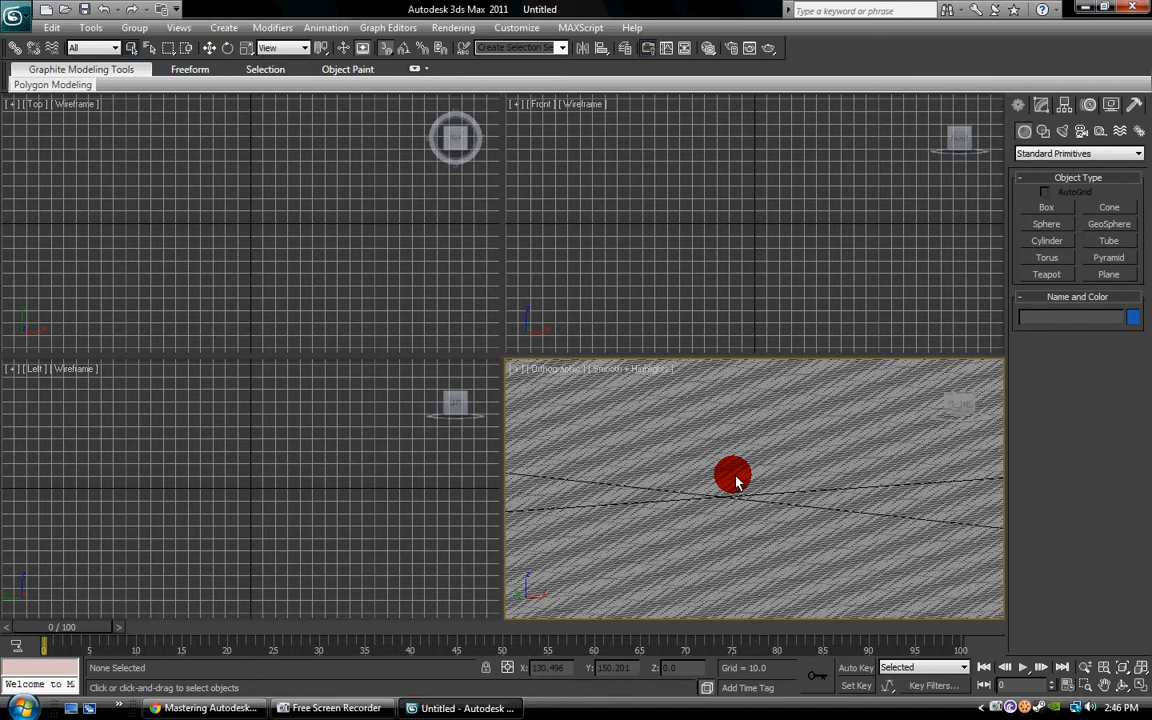 Autodesk 3ds Max 2011 Untitled
Type a keyword or phrase
Edit Tools Group Views Create Modifiers Animation Graph Editors Rendering Customize MAXScript Help
All View Create Selection Se
Graphite Modeling Tools Freeform Selection Object Paint
Polygon Modeling
[ + ] [ Top ] [ Wireframe ]
[ + ] [ Front ] [ Wireframe ]
TOP
FRONT
Standard Primitives
- Object Type
AutoGrid
Box Cone
Sphere GeoSphere
Cylinder Tube
Torus Pyramid
Teapot Plane
- Name and Color
[ + ] [ Left ] [ Wireframe ]
[ + ] [ Orthographic ] [ Smooth + Highlights ]
LEFT
< 0 / 100 >
0 5 10 15 20 25 30 35 40 45 50 55 60 65 70 75 80 85 90 95 100
None Selected X: 130.496 Y: 150.201 Z: 0.0 Grid = 10.0 Auto Key Selected
Welcome to M Click or click-and-drag to select objects Add Time Tag Set Key Key Filters... 0
Mastering Autodesk... Free Screen Recorder Untitled - Autodesk ... 2:46 PM